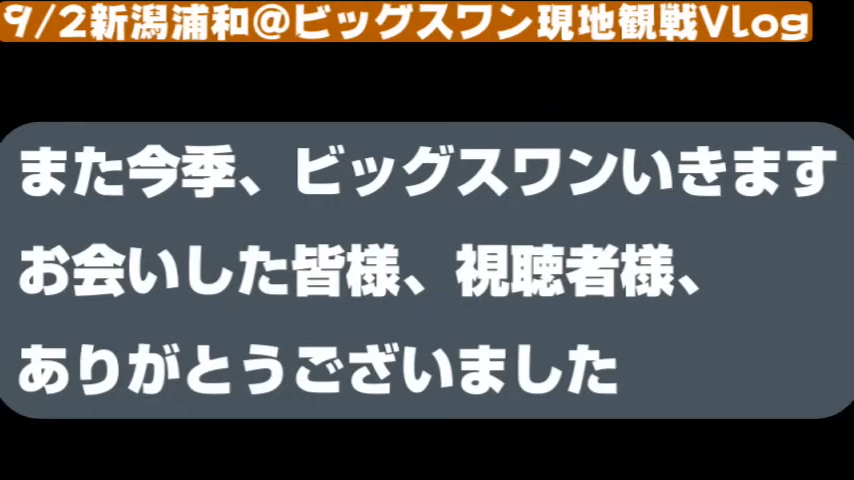 9/2新潟浦和@ビッグスワン現地観戦Vlog
また今季、ビッグスワンいきます
お会いした皆様、視聴者様、
ありがとうございました